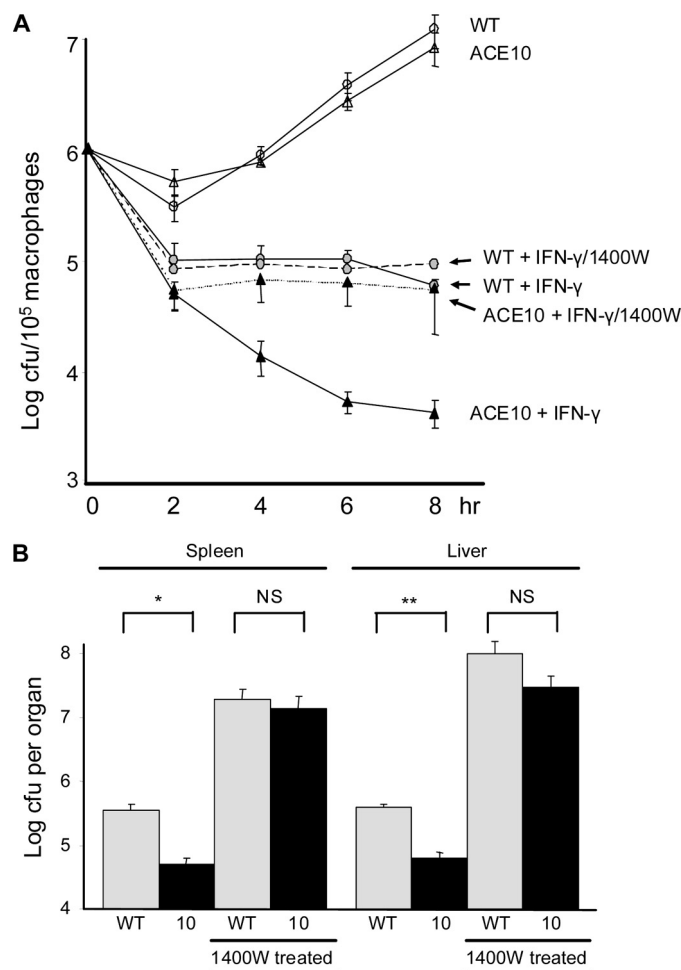 A
7
6
5
4
3
Log cfu/10⁵ macrophages
WT
ACE10
WT + IFN-γ/1400W
WT + IFN-γ
ACE10 + IFN-γ/1400W
ACE10 + IFN-γ
0 2 4 6 8 hr
B
Spleen Liver
* NS ** NS
8
7
6
5
4
Log cfu per organ
WT 10 WT 10 WT 10 WT 10
1400W treated 1400W treated